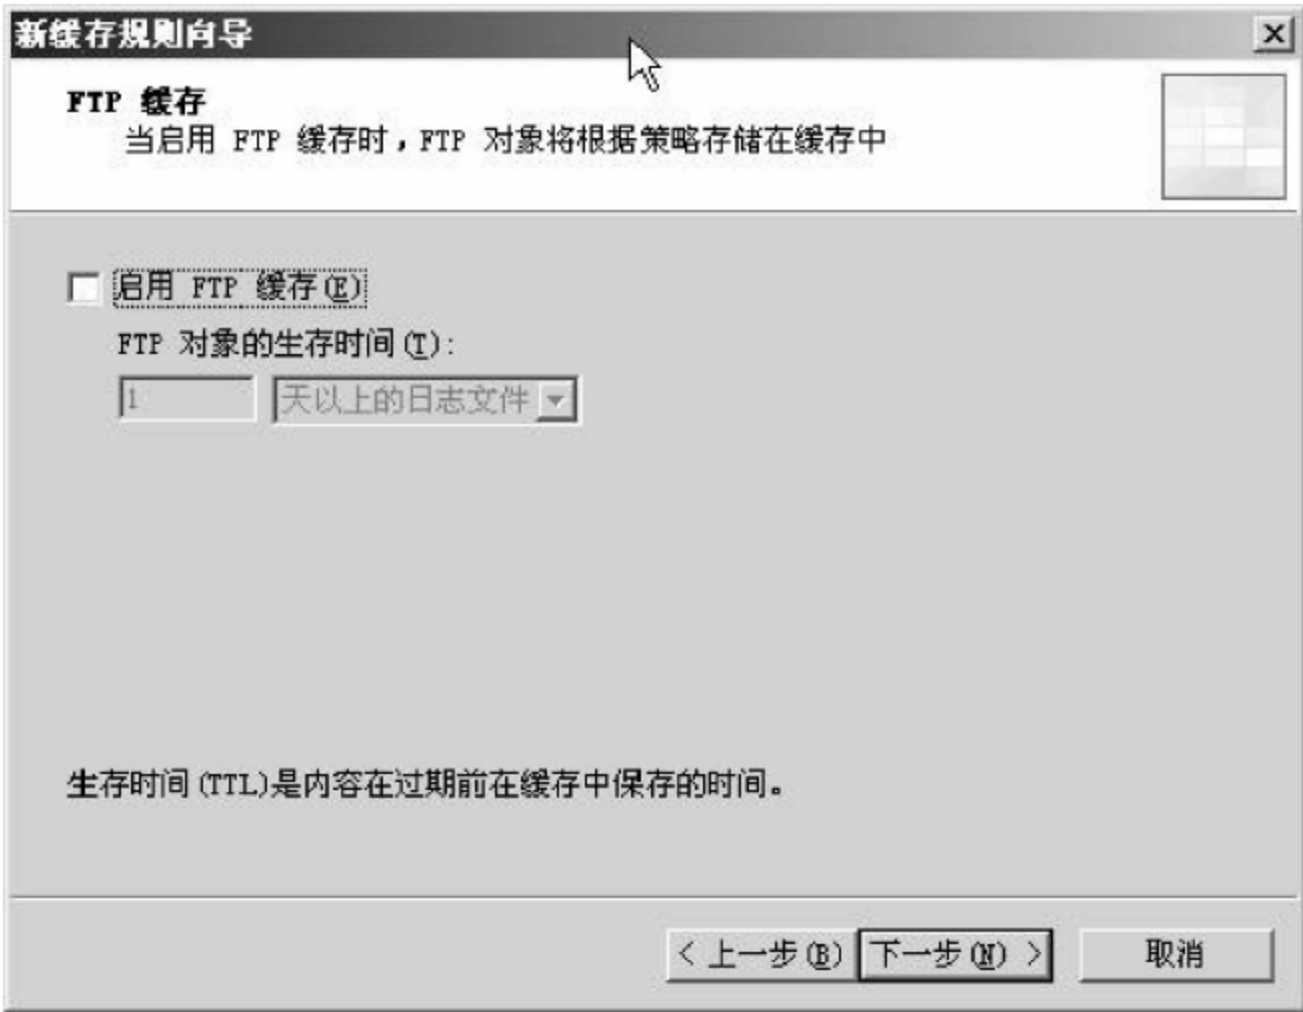 新缓存规则向导
FTP 缓存
当启用 FTP 缓存时，FTP 对象将根据策略存储在缓存中
启用 FTP 缓存(E)
FTP 对象的生存时间(T):
1 天以上的日志文件
生存时间(TTL)是内容在过期前在缓存中保存的时间。
< 上一步(B) 下一步(N) > 取消